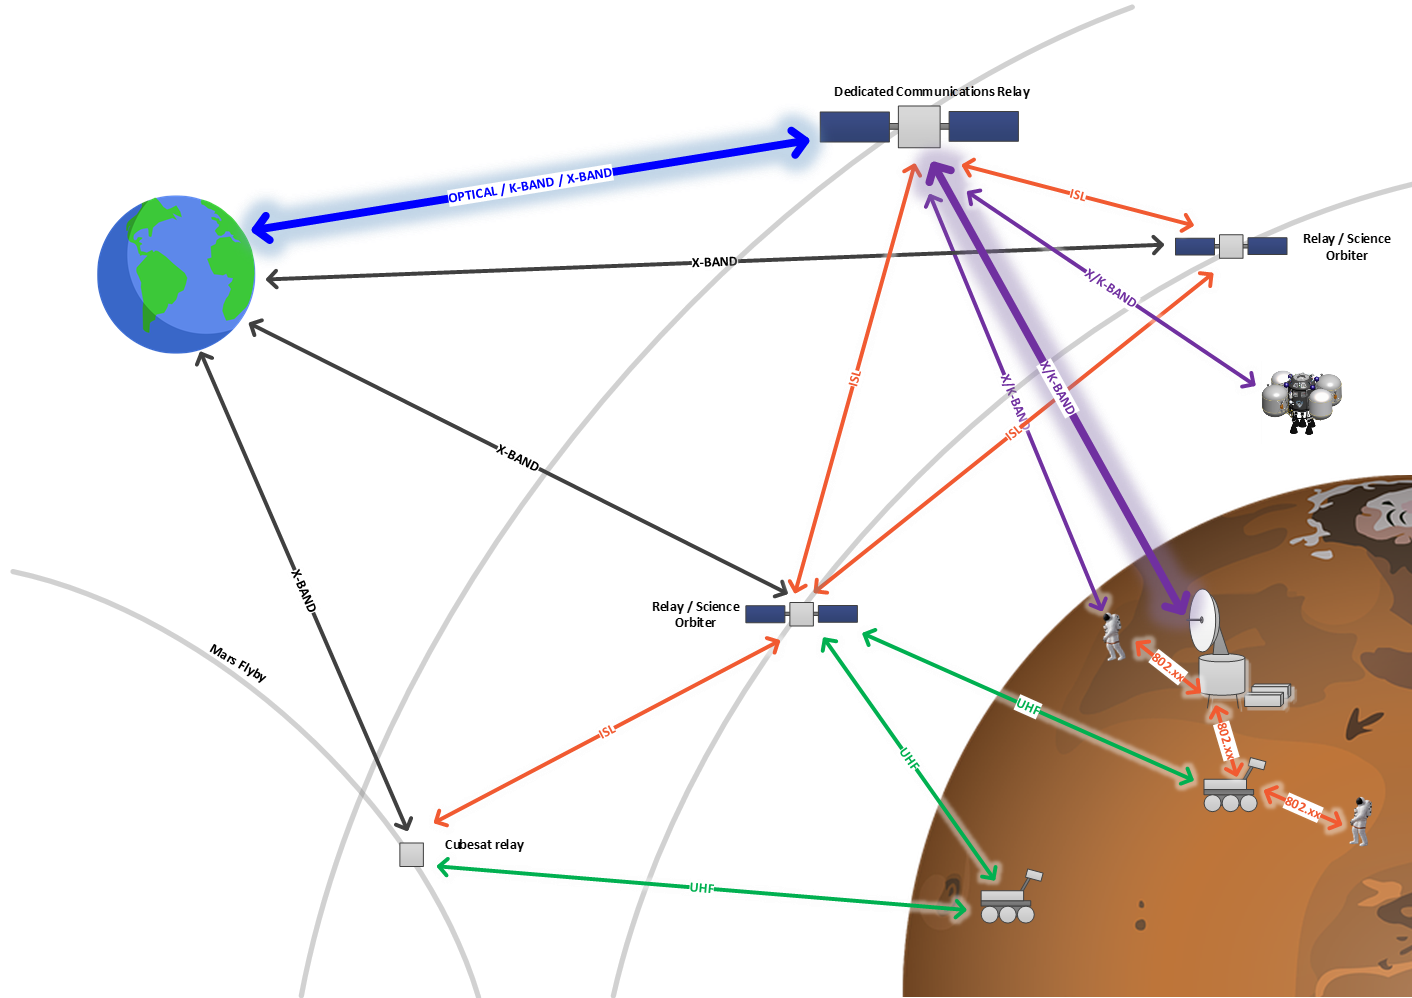 Dedicated Communications Relay
OPTICAL / K-BAND / X-BAND
ISL
Relay / Science
Orbiter
X-BAND
X/K-BAND
ISL
X/K-BAND
X/K-BAND
ISL
X-BAND
X-BAND
Relay / Science
Orbiter
Mars Flyby
802.xx
UHF
ISL
802.xx
UHF
802.xx
Cubesat relay
UHF